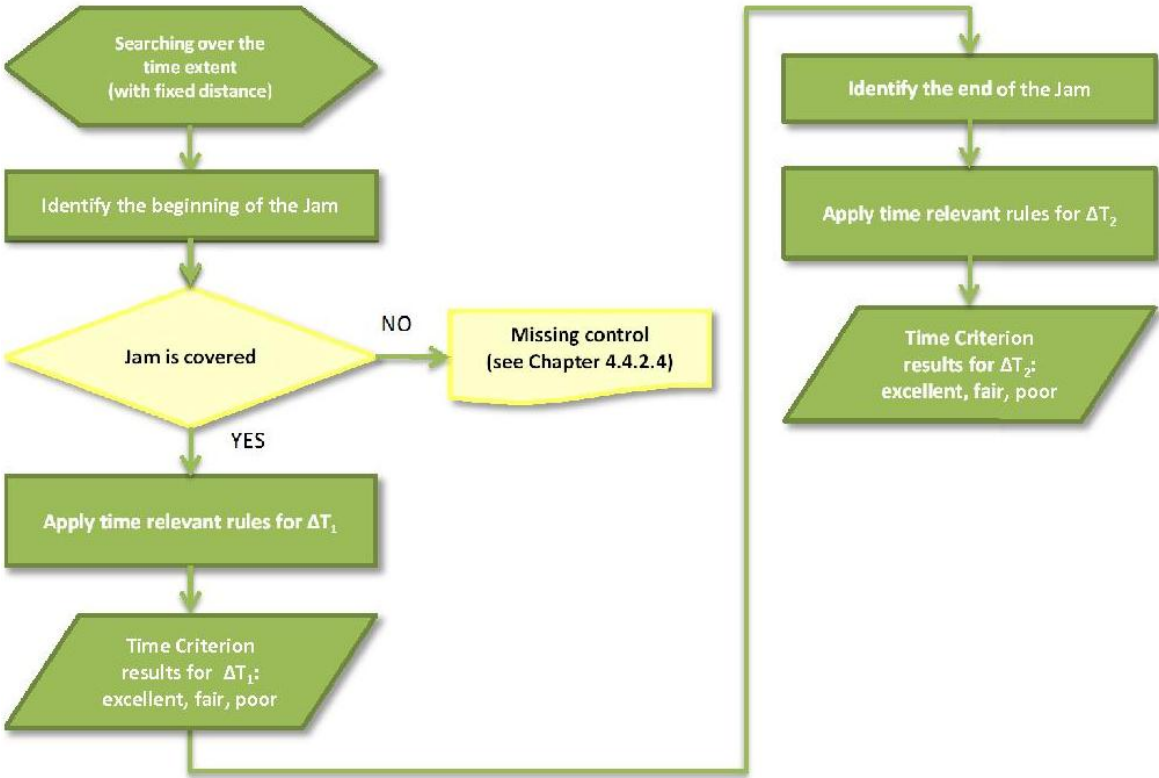 Searching over the
time extent
(with fixed distance)
Identify the beginning of the Jam
Jam is covered
NO
Missing control
(see Chapter 4.4.2.4)
YES
Apply time relevant rules for ΔT₁
Time Criterion
results for ΔT₁:
excellent, fair, poor
Identify the end of the Jam
Apply time relevant rules for ΔT₂
Time Criterion
results for ΔT₂:
excellent, fair, poor